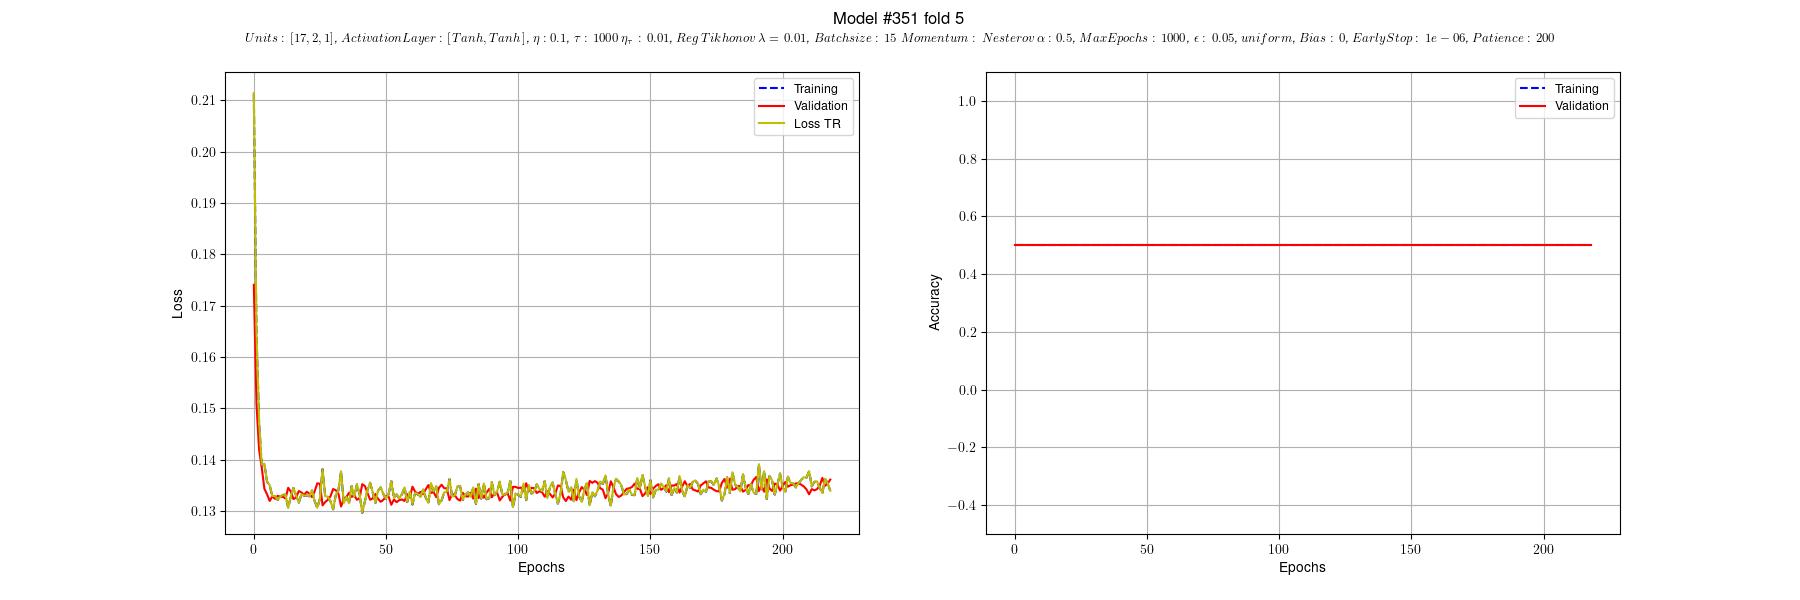 Model #351 fold 5
Units : [17, 2, 1], ActivationLayer : [Tanh, Tanh], η : 0.1, τ : 1000 ητ : 0.01, Reg Tikhonov λ = 0.01, Batchsize : 15 Momentum : Nesterov α : 0.5, MaxEpochs : 1000, ϵ : 0.05, uniform, Bias : 0, EarlyStop : 1e − 06, Patience : 200
Training
Validation
Loss TR
0.21
0.20
0.19
0.18
0.17
0.16
0.15
0.14
0.13
Loss
0 50 100 150 200
Epochs
Training
Validation
1.0
0.8
0.6
0.4
0.2
0.0
−0.2
−0.4
Accuracy
0 50 100 150 200
Epochs